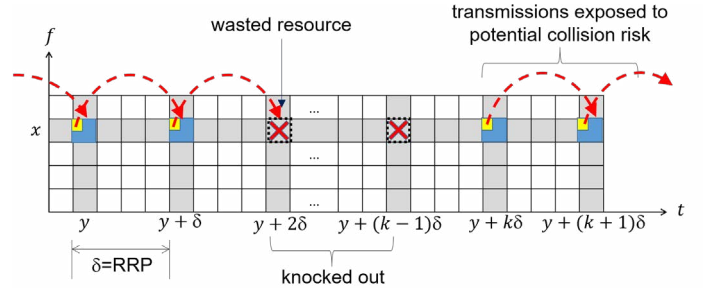 wasted resource
transmissions exposed to
potential collision risk
f
x
...
...
...
t
y
y + δ
y + 2δ
y + (k − 1)δ
y + kδ
y + (k + 1)δ
δ=RRP
knocked out